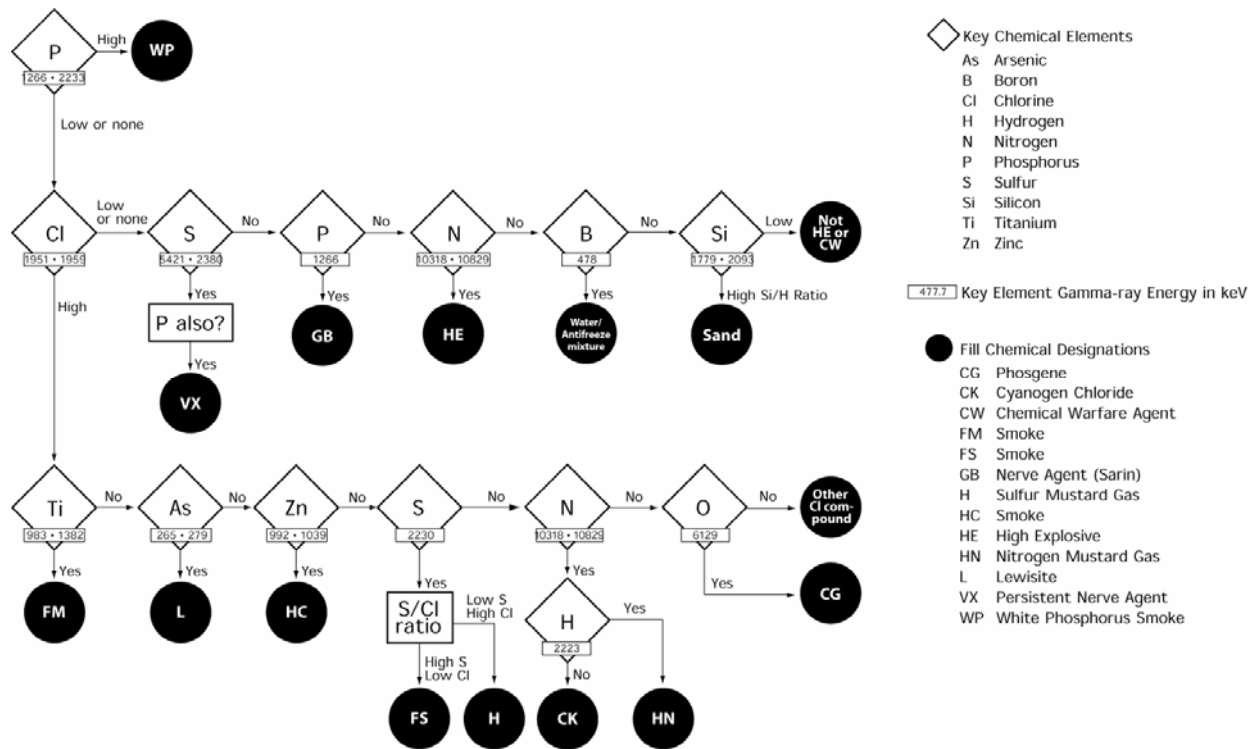 P
1266 • 2233
High
WP
Low or none
Cl
1951 • 1959
Low
or none
S
5421 • 2380
No
P
1266
No
N
10318 • 10829
No
B
478
No
Si
1779 • 2093
Low
Not
HE or
CW
High
Yes
P also?
Yes
VX
Yes
GB
Yes
HE
Yes
Water/
Antifreeze
mixture
High Si/H Ratio
Sand
Ti
983 • 1382
No
As
265 • 279
No
Zn
992 • 1039
No
S
2230
No
N
10318 • 10829
No
O
6129
No
Other
Cl com-
pound
Yes
FM
Yes
L
Yes
HC
Yes
S/Cl
ratio
Low S
High Cl
High S
Low Cl
FS
H
Yes
H
2223
Yes
No
CK
HN
Yes
CG
Key Chemical Elements
As Arsenic
B Boron
Cl Chlorine
H Hydrogen
N Nitrogen
P Phosphorus
S Sulfur
Si Silicon
Ti Titanium
Zn Zinc
477.7 Key Element Gamma-ray Energy in keV
Fill Chemical Designations
CG Phosgene
CK Cyanogen Chloride
CW Chemical Warfare Agent
FM Smoke
FS Smoke
GB Nerve Agent (Sarin)
H Sulfur Mustard Gas
HC Smoke
HE High Explosive
HN Nitrogen Mustard Gas
L Lewisite
VX Persistent Nerve Agent
WP White Phosphorus Smoke